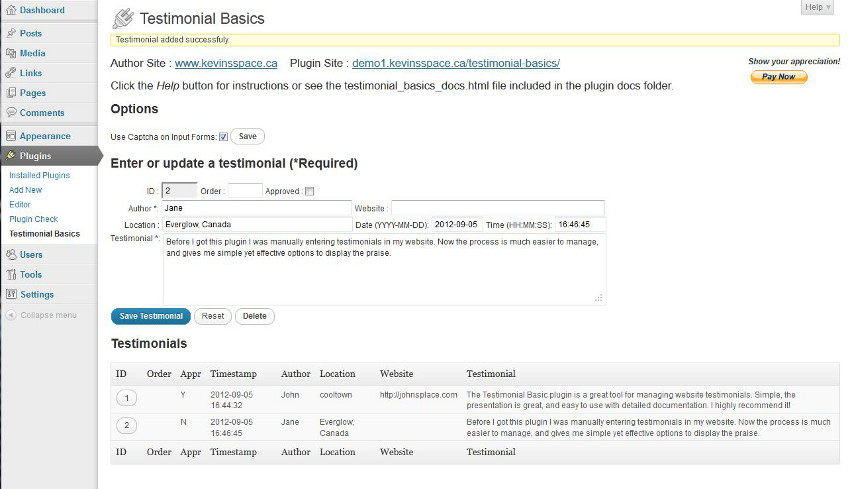 Dashboard
Posts
Media
Links
Pages
Comments
Appearance
Plugins
Installed Plugins
Add New
Editor
Plugin Check
Testimonial Basics
Users
Tools
Settings
Collapse menu
Help
Testimonial Basics
Testimonial added successfuly.
Author Site : www.kevinsspace.ca Plugin Site : demo1.kevinsspace.ca/testimonial-basics/
Show your appreciation!
Pay Now
Click the Help button for instructions or see the testimonial_basics_docs.html file included in the plugin docs folder.
Options
Use Captcha on Input Forms: Save
Enter or update a testimonial (*Required)
ID : 2 Order : Approved :
Author *: Jane Website :
Location : Everglow, Canada Date (YYYY-MM-DD): 2012-09-05 Time (HH:MM:SS): 16:46:45
Testimonial *: Before I got this plugin I was manually entering testimonials in my website. Now the process is much easier to manage,
and gives me simple yet effective options to display the praise.
Save Testimonial Reset Delete
Testimonials
ID Order Appr Timestamp Author Location Website Testimonial
1 Y 2012-09-05 John cooltown http://johnsplace.com The Testimonial Basic plugin is a great tool for managing website testimonials. Simple, the
16:44:32 presentation is great, and easy to use with detailed documentation. I highly recommend it!
2 N 2012-09-05 Jane Everglow, Before I got this plugin I was manually entering testimonials in my website. Now the process is much
16:46:45 Canada easier to manage, and gives me simple yet effective options to display the praise.
ID Order Appr Timestamp Author Location Website Testimonial